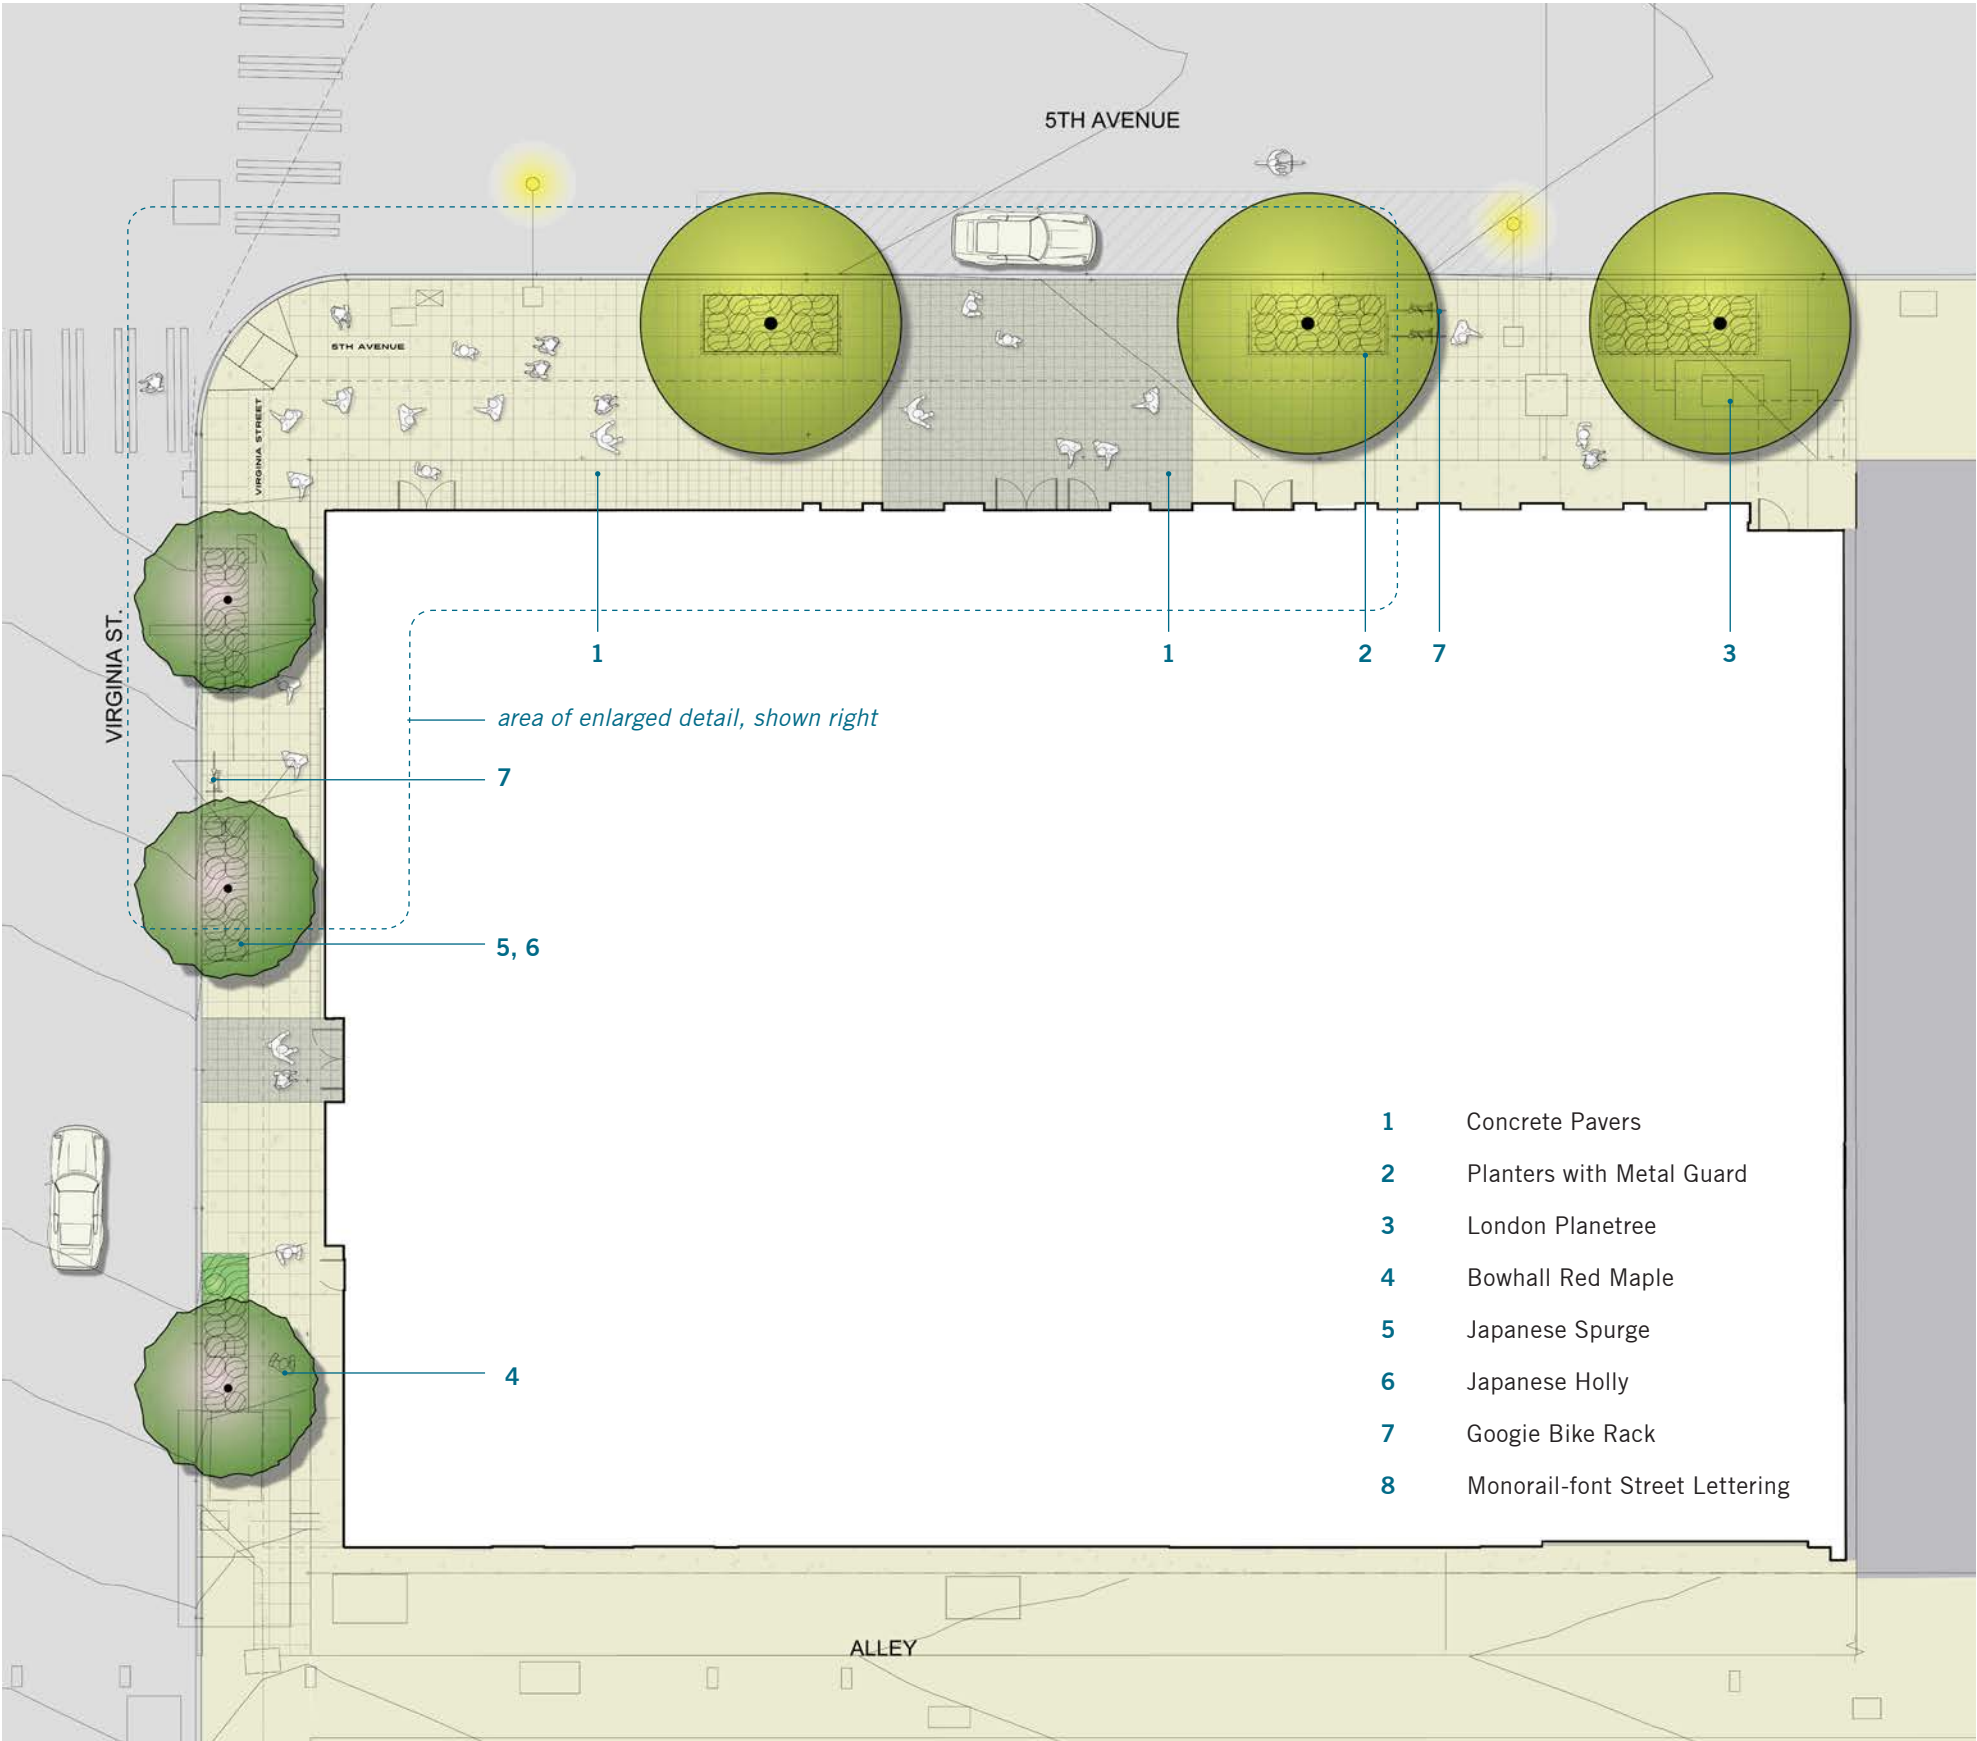 5TH AVENUE
5TH AVENUE
VIRGINIA STREET
VIRGINIA ST.
1
1
2
7
3
area of enlarged detail, shown right
7
5, 6
4
1 Concrete Pavers
2 Planters with Metal Guard
3 London Planetree
4 Bowhall Red Maple
5 Japanese Spurge
6 Japanese Holly
7 Googie Bike Rack
8 Monorail-font Street Lettering
ALLEY